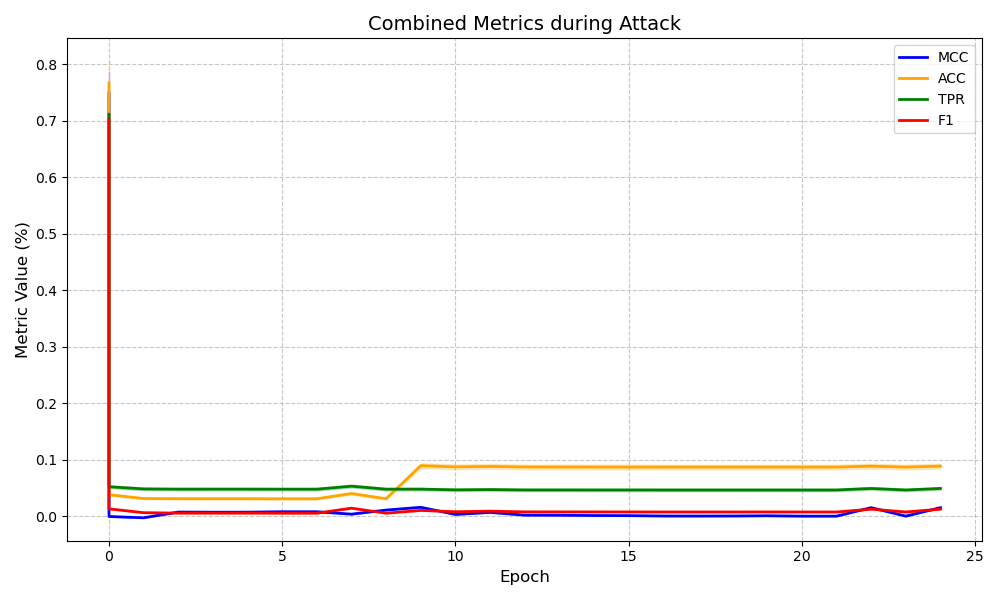 Combined Metrics during Attack
Metric Value (%)
0.8
0.7
0.6
0.5
0.4
0.3
0.2
0.1
0.0
MCC
ACC
TPR
F1
0
5
10
15
20
25
Epoch